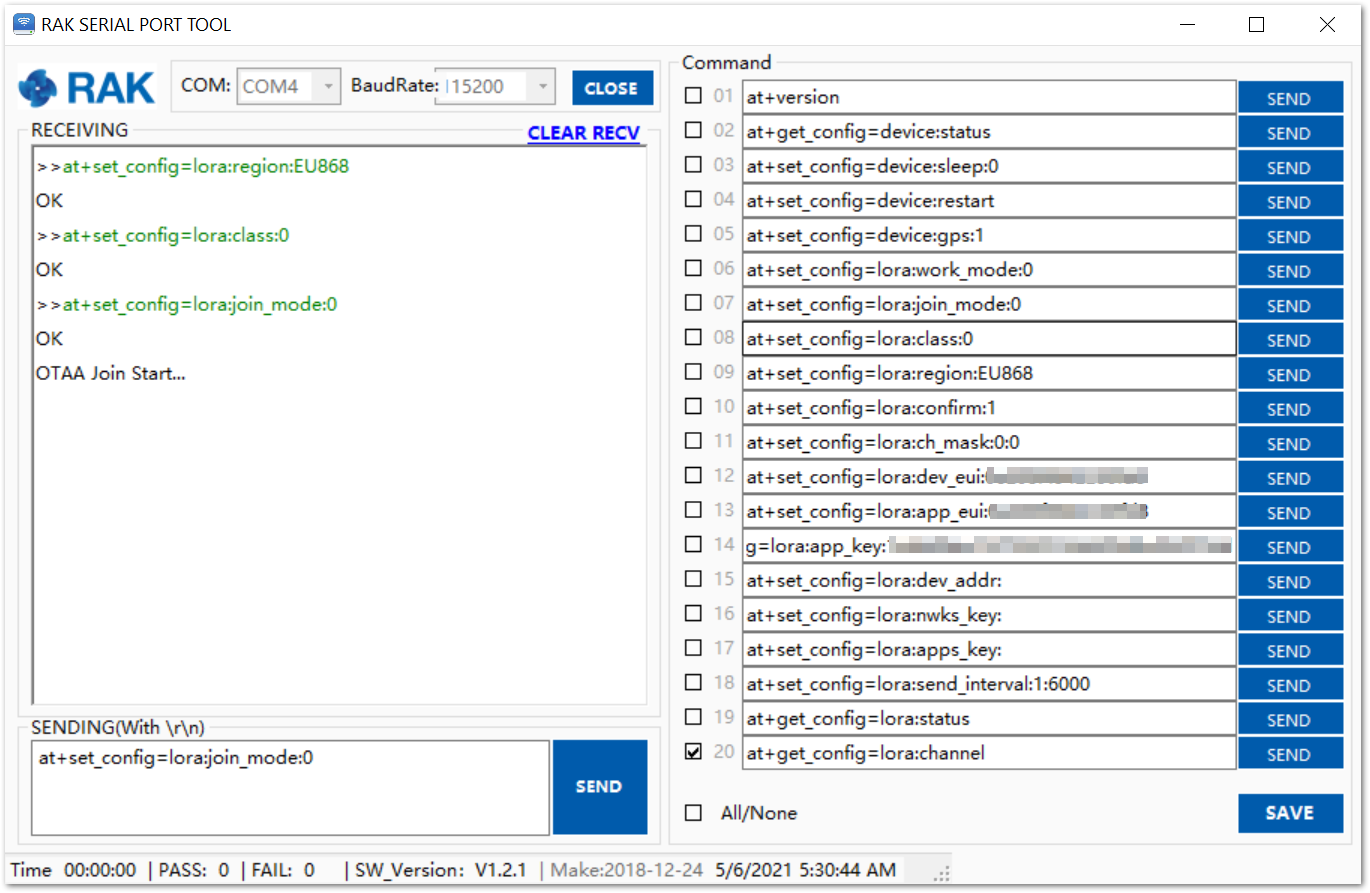 RAK SERIAL PORT TOOL
RAK
COM: COM4 BaudRate: 115200 CLOSE
RECEIVING CLEAR RECV
>>at+set_config=lora:region:EU868
OK
>>at+set_config=lora:class:0
OK
>>at+set_config=lora:join_mode:0
OK
OTAA Join Start...
SENDING(With \r\n)
at+set_config=lora:join_mode:0
SEND
Command
01 at+version SEND
02 at+get_config=device:status SEND
03 at+set_config=device:sleep:0 SEND
04 at+set_config=device:restart SEND
05 at+set_config=device:gps:1 SEND
06 at+set_config=lora:work_mode:0 SEND
07 at+set_config=lora:join_mode:0 SEND
08 at+set_config=lora:class:0 SEND
09 at+set_config=lora:region:EU868 SEND
10 at+set_config=lora:confirm:1 SEND
11 at+set_config=lora:ch_mask:0:0 SEND
12 at+set_config=lora:dev_eui: SEND
13 at+set_config=lora:app_eui: SEND
14 g=lora:app_key: SEND
15 at+set_config=lora:dev_addr: SEND
16 at+set_config=lora:nwks_key: SEND
17 at+set_config=lora:apps_key: SEND
18 at+set_config=lora:send_interval:1:6000 SEND
19 at+get_config=lora:status SEND
20 at+get_config=lora:channel SEND
All/None SAVE
Time 00:00:00 | PASS: 0 | FAIL: 0 | SW_Version: V1.2.1 | Make:2018-12-24 5/6/2021 5:30:44 AM